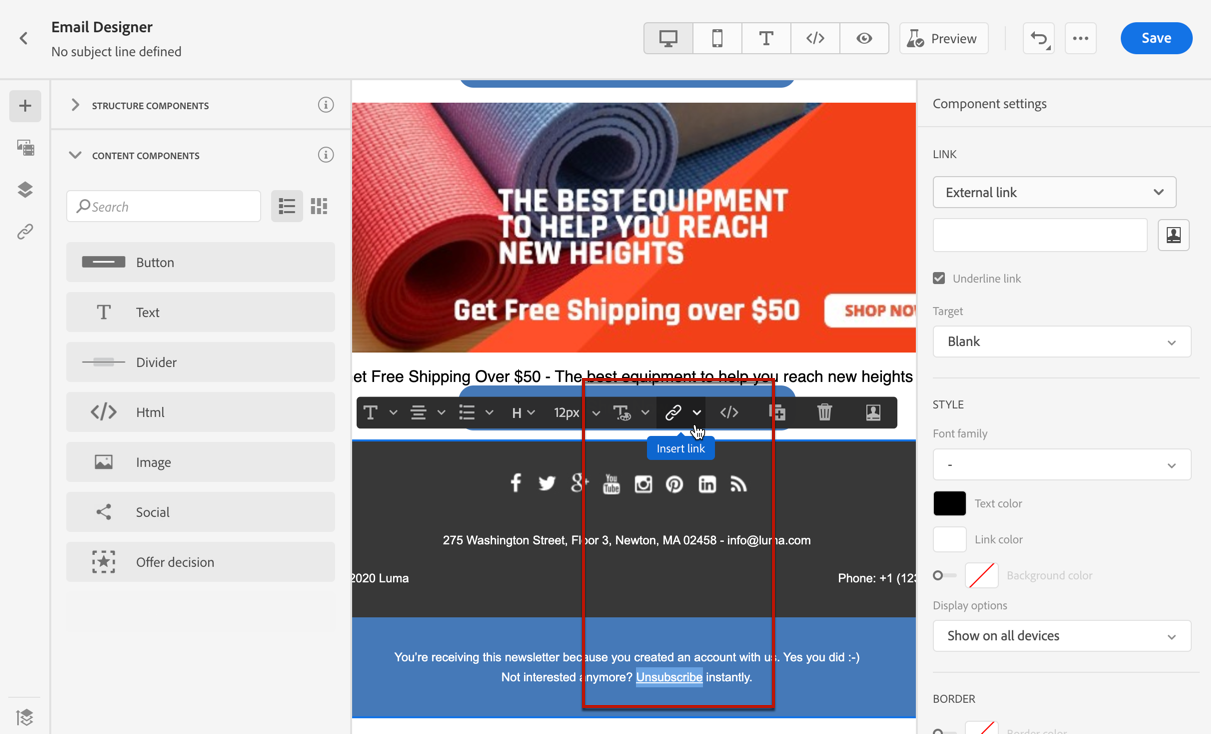 Email Designer
No subject line defined
Preview
Save
STRUCTURE COMPONENTS
CONTENT COMPONENTS
Search
Button
Text
Divider
Html
Image
Social
Offer decision
THE BEST EQUIPMENT
TO HELP YOU REACH
NEW HEIGHTS
Get Free Shipping over $50
SHOP NOW
et Free Shipping Over $50 - The best equipment to help you reach new heights
H
12px
Insert link
You Tube
275 Washington Street, Floor 3, Newton, MA 02458 - info@luma.com
2020 Luma
Phone: +1 (123
You're receiving this newsletter because you created an account with us. Yes you did :-)
Not interested anymore? Unsubscribe instantly.
Component settings
LINK
External link
Underline link
Target
Blank
STYLE
Font family
-
Text color
Link color
Background color
Display options
Show on all devices
BORDER
Border color